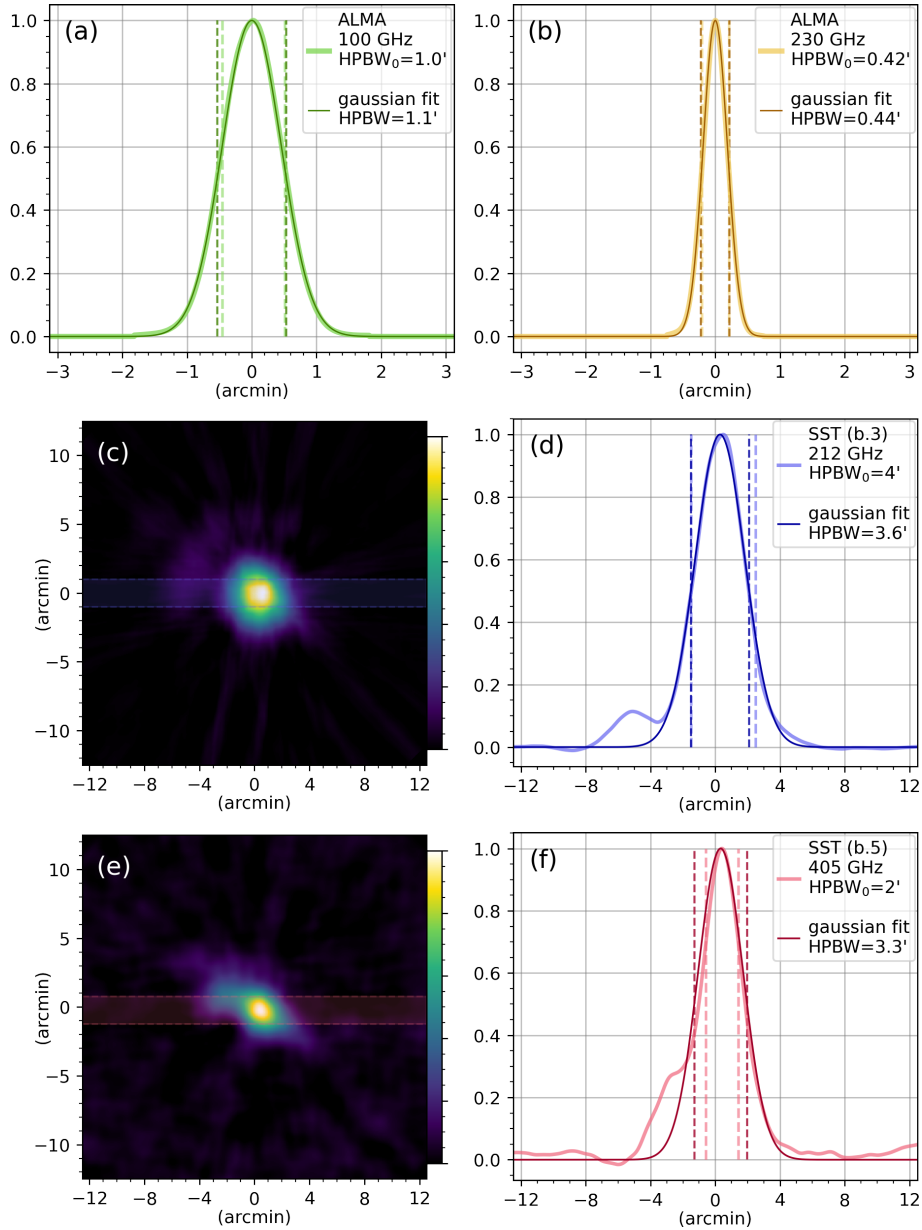 (a)
ALMA
100 GHz
HPBW₀=1.0'
gaussian fit
HPBW=1.1'
1.0
0.8
0.6
0.4
0.2
0.0
−3 −2 −1 0 1 2 3
(arcmin)
(b)
ALMA
230 GHz
HPBW₀=0.42'
gaussian fit
HPBW=0.44'
1.0
0.8
0.6
0.4
0.2
0.0
−3 −2 −1 0 1 2 3
(arcmin)
(c)
10
5
0
−5
−10
(arcmin)
−12 −8 −4 0 4 8 12
(arcmin)
(d)
SST (b.3)
212 GHz
HPBW₀=4'
gaussian fit
HPBW=3.6'
1.0
0.8
0.6
0.4
0.2
0.0
−12 −8 −4 0 4 8 12
(arcmin)
(e)
10
5
0
−5
−10
(arcmin)
−12 −8 −4 0 4 8 12
(arcmin)
(f)
SST (b.5)
405 GHz
HPBW₀=2'
gaussian fit
HPBW=3.3'
1.0
0.8
0.6
0.4
0.2
0.0
−12 −8 −4 0 4 8 12
(arcmin)